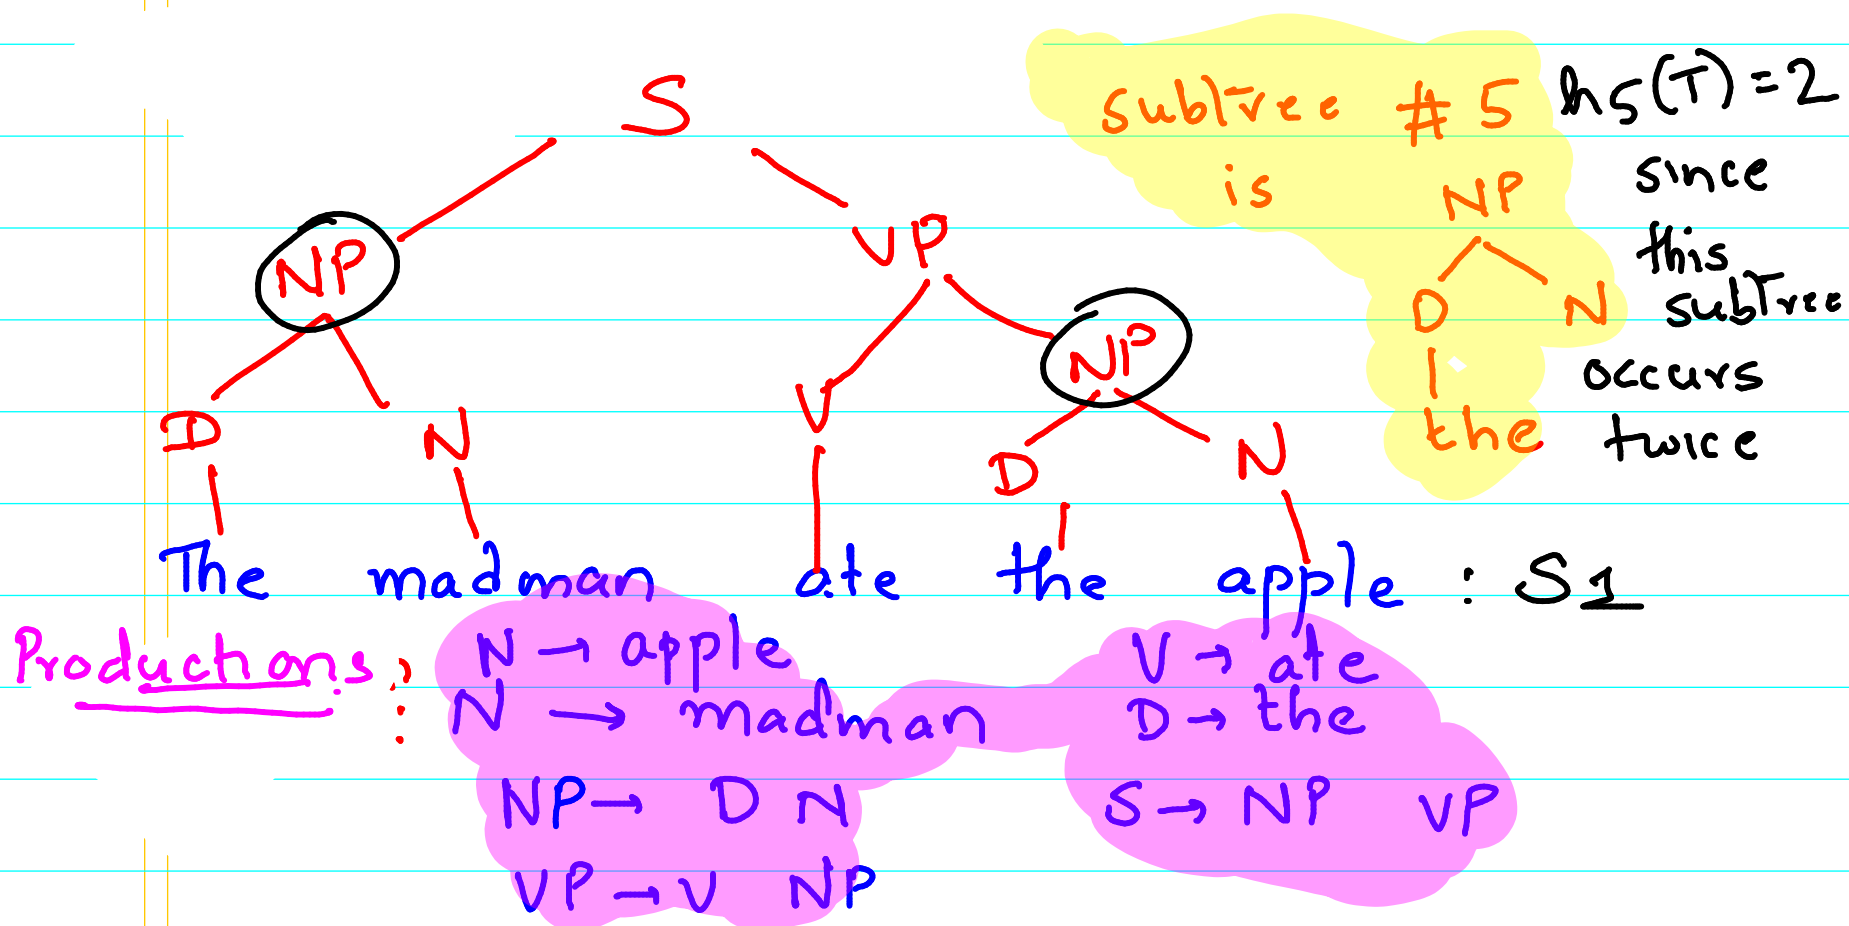 S
NP VP
D N V NP
D N
The madman ate the apple : S1
subtree # 5
is NP
D N
the
h5(T)=2
since
this
subtree
occurs
twice
Productions :
N → apple
N → madman
NP → D N
VP → V NP
V → ate
D → the
S → NP VP